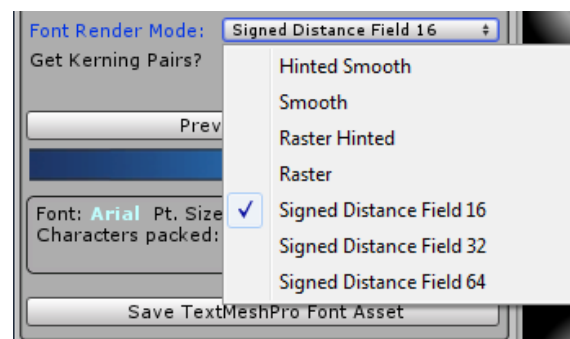 Font Render Mode: Signed Distance Field 16
Get Kerning Pairs?
Hinted Smooth
Smooth
Raster Hinted
Raster
Signed Distance Field 16
Signed Distance Field 32
Signed Distance Field 64
Prev
Font: Arial Pt. Size
Characters packed:
Save TextMeshPro Font Asset